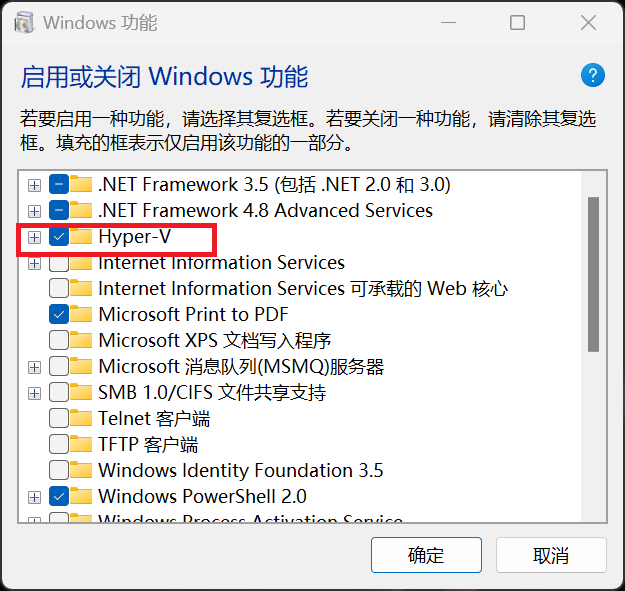 Windows 功能
启用或关闭 Windows 功能
?
若要启用一种功能，请选择其复选框。若要关闭一种功能，请清除其复选
框。填充的框表示仅启用该功能的一部分。
.NET Framework 3.5 (包括 .NET 2.0 和 3.0)
.NET Framework 4.8 Advanced Services
Hyper-V
Internet Information Services
Internet Information Services 可承载的 Web 核心
Microsoft Print to PDF
Microsoft XPS 文档写入程序
Microsoft 消息队列(MSMQ)服务器
SMB 1.0/CIFS 文件共享支持
Telnet 客户端
TFTP 客户端
Windows Identity Foundation 3.5
Windows PowerShell 2.0
Windows Process Activation Service
确定
取消